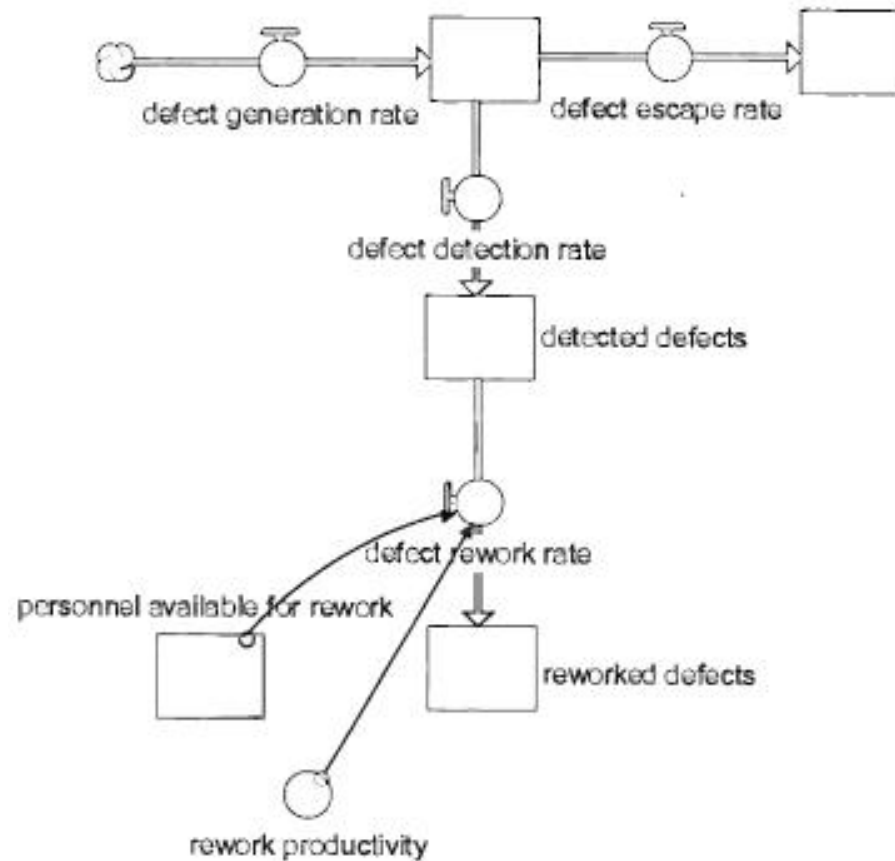 defect generation rate
defect escape rate
defect detection rate
detected defects
defect rework rate
personnel available for rework
reworked defects
rework productivity